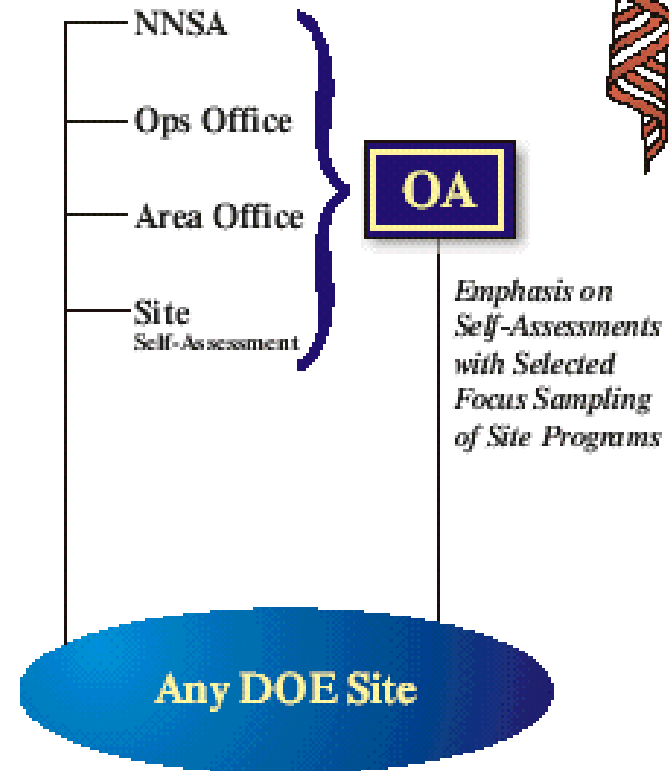 NNSA
Ops Office
Area Office
Site
Self-Assessment
OA
Emphasis on
Self-Assessments
with Selected
Focus Sampling
of Site Programs
Any DOE Site